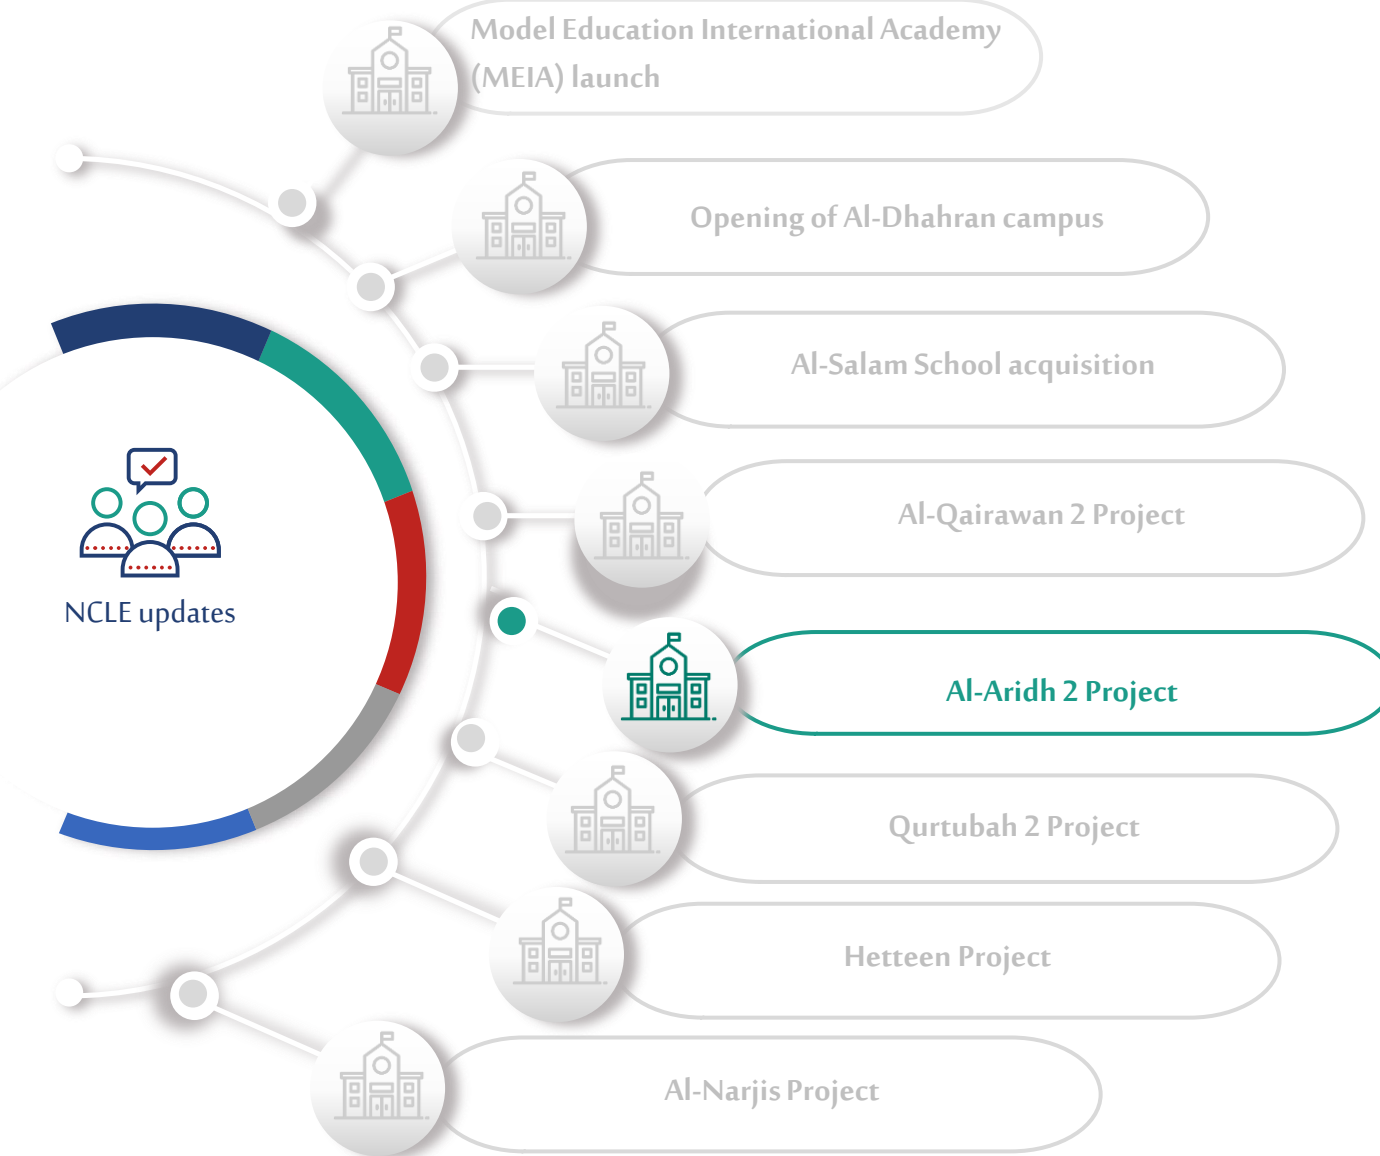 Model Education International Academy
(MEIA) launch
Opening of Al-Dhahran campus
Al-Salam School acquisition
Al-Qairawan 2 Project
NCLE updates
Al-Aridh 2 Project
Qurtubah 2 Project
Hetteen Project
Al-Narjis Project